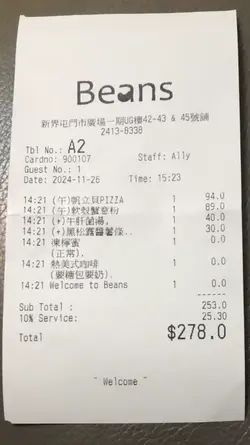 Beans
新界屯門市廣場一期UG樓42-43 & 45號舖
2413-8338
Tbl No.: A2
Cardno: 900107 Staff: Ally
Guest No.: 1
Date: 2024-11-26 Time: 15:23
14:21 (午)帆立貝PIZZA 1 94.0
14:21 (午)軟殼蟹意粉 1 89.0
14:21 (+)牛肝菌湯, 1 40.0
14:21 (+)黑松露醬薯條.. 1 30.0
14:21 凍檸蜜 1 0.0
(正常),
14:21 熱美式咖啡 1 0.0
(要糖包要奶),
14:21 Welcome to Beans 1 0.0
Sub Total : 253.0
10% Service: 25.30
Total $278.0
~ Welcome ~